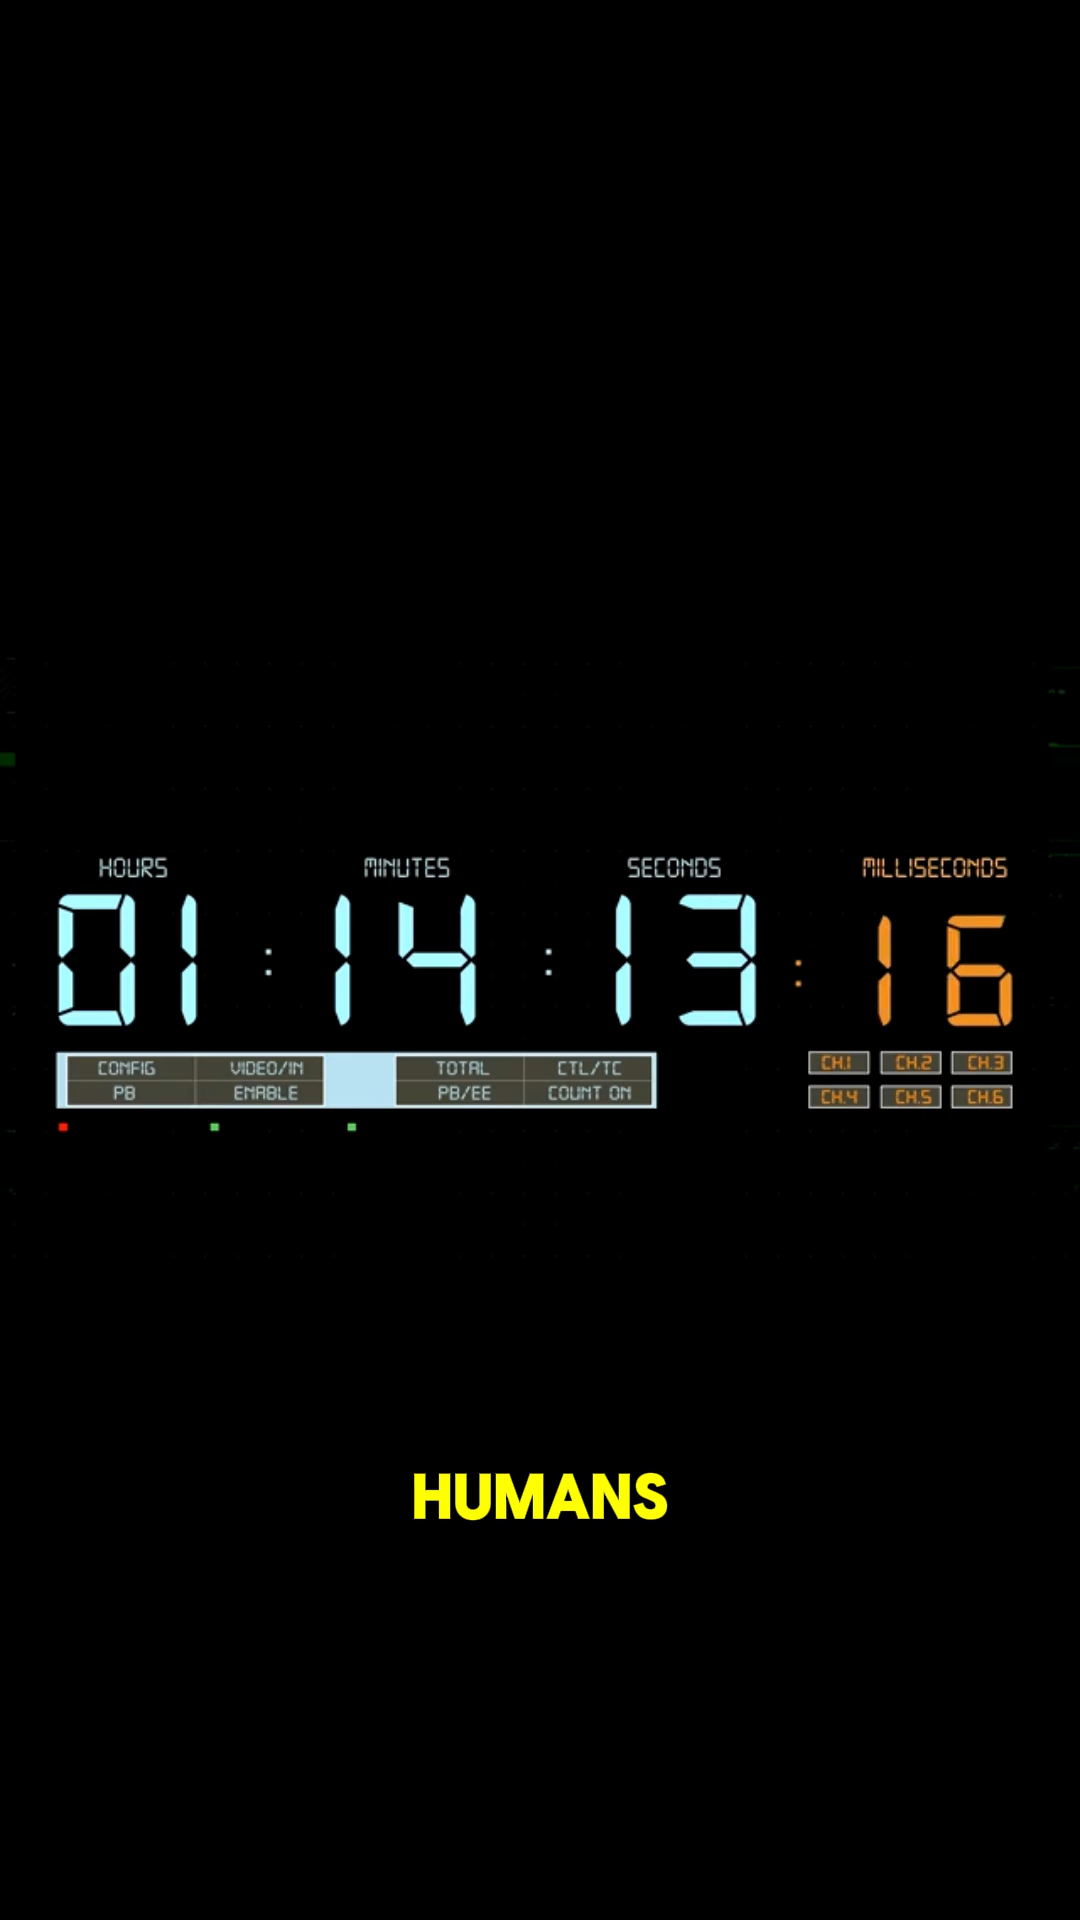 HOURS MINUTES SECONDS MILLISECONDS
01 : 14 : 13 : 16
CONFIG VIDEO/IN TOTAL CTL/TC CH.1 CH.2 CH.3
PB ENABLE PB/EE COUNT ON CH.4 CH.5 CH.6
HUMANS